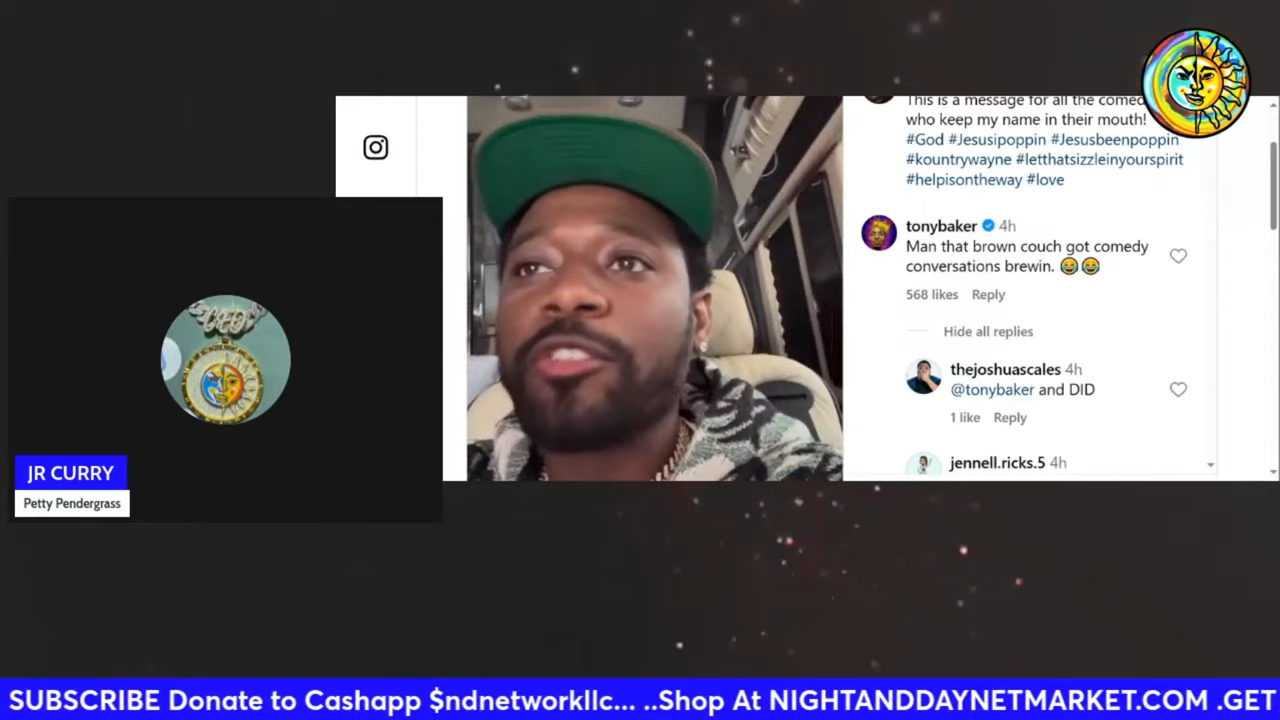 This is a message for all the comed
who keep my name in their mouth!
#God #Jesusipoppin #Jesusbeenpoppin
#kountrywayne #letthatsizzleinyourspirit
#helpisontheway #love
tonybaker 4h
Man that brown couch got comedy
conversations brewin. 😂😂
568 likes Reply
Hide all replies
thejoshuascales 4h
@tonybaker and DID
1 like Reply
jennell.ricks.5 4h
CEO
JR CURRY
Petty Pendergrass
SUBSCRIBE Donate to Cashapp $ndnetworkllc... ..Shop At NIGHTANDDAYNETMARKET.COM .GET